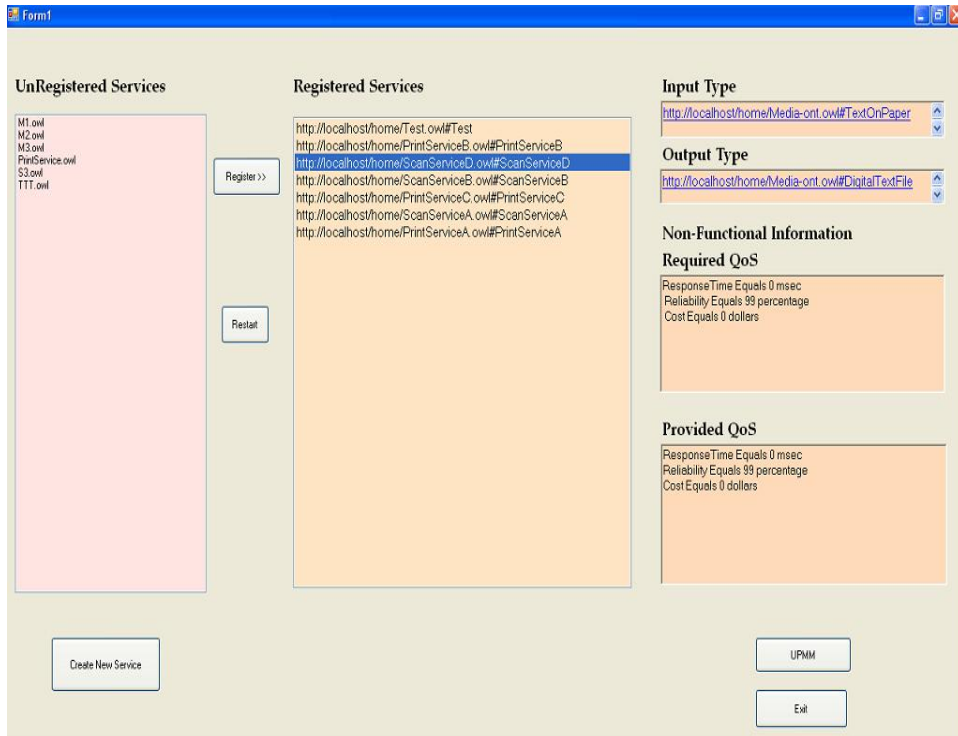 Form1
UnRegistered Services
M1.owl
M2.owl
M3.owl
PrintService.owl
S3.owl
TTT.owl
Register >>
Restart
Create New Service
Registered Services
http://localhost/home/Test.owl#Test
http://localhost/home/PrintServiceB.owl#PrintServiceB
http://localhost/home/ScanServiceD.owl#ScanServiceD
http://localhost/home/ScanServiceB.owl#ScanServiceB
http://localhost/home/PrintServiceC.owl#PrintServiceC
http://localhost/home/ScanServiceA.owl#ScanServiceA
http://localhost/home/PrintServiceA.owl#PrintServiceA
Input Type
http://localhost/home/Media-ont.owl#TextOnPaper
Output Type
http://localhost/home/Media-ont.owl#DigitalTextFile
Non-Functional Information
Required QoS
ResponseTime Equals 0 msec
Reliability Equals 99 percentage
Cost Equals 0 dollars
Provided QoS
ResponseTime Equals 0 msec
Reliability Equals 99 percentage
Cost Equals 0 dollars
UPMM
Exit